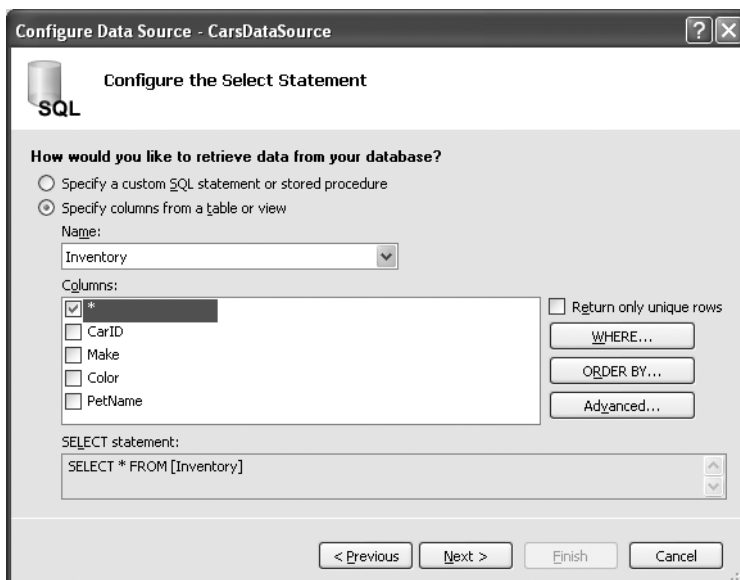 Configure Data Source - CarsDataSource
Configure the Select Statement
SQL
How would you like to retrieve data from your database?
Specify a custom SQL statement or stored procedure
Specify columns from a table or view
Name:
Inventory
Columns:
*
CarID
Make
Color
PetName
Return only unique rows
WHERE...
ORDER BY...
Advanced...
SELECT statement:
SELECT * FROM [Inventory]
< Previous
Next >
Finish
Cancel